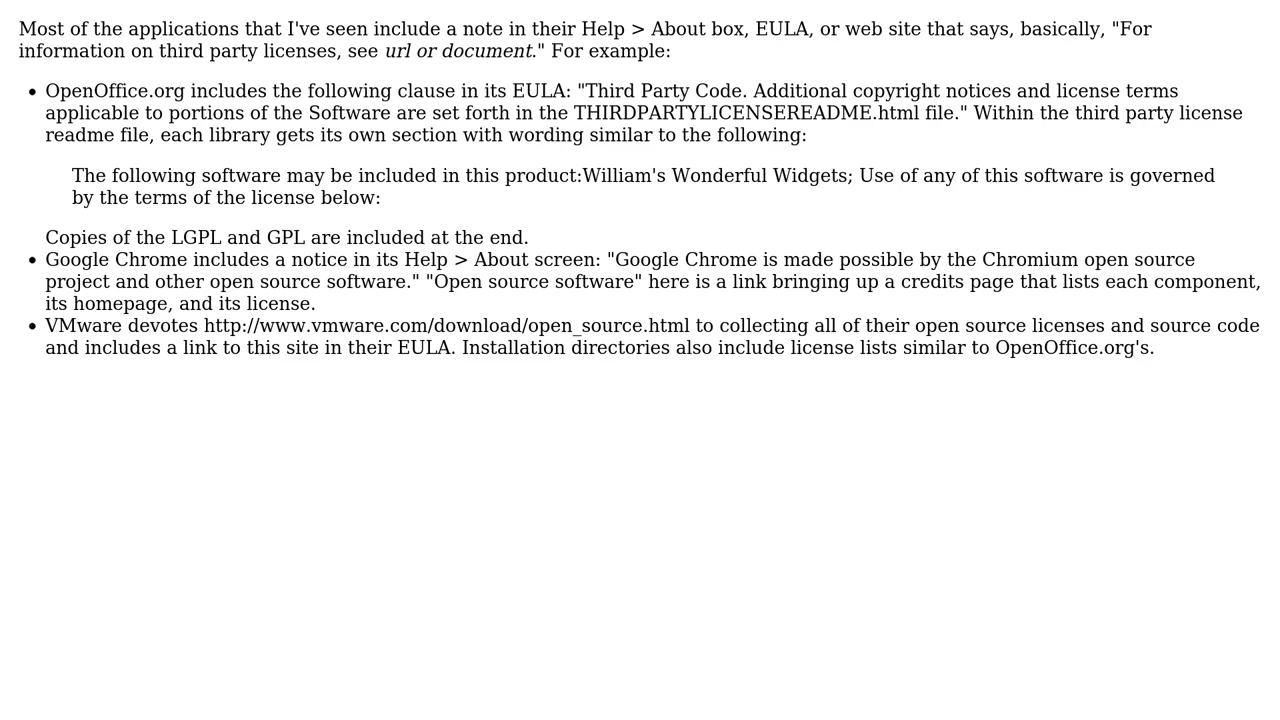 Most of the applications that I've seen include a note in their Help > About box, EULA, or web site that says, basically, "For
information on third party licenses, see url or document." For example:
• OpenOffice.org includes the following clause in its EULA: "Third Party Code. Additional copyright notices and license terms
applicable to portions of the Software are set forth in the THIRDPARTYLICENSEREADME.html file." Within the third party license
readme file, each library gets its own section with wording similar to the following:
The following software may be included in this product:William's Wonderful Widgets; Use of any of this software is governed
by the terms of the license below:
Copies of the LGPL and GPL are included at the end.
• Google Chrome includes a notice in its Help > About screen: "Google Chrome is made possible by the Chromium open source
project and other open source software." "Open source software" here is a link bringing up a credits page that lists each component,
its homepage, and its license.
• VMware devotes http://www.vmware.com/download/open_source.html to collecting all of their open source licenses and source code
and includes a link to this site in their EULA. Installation directories also include license lists similar to OpenOffice.org's.